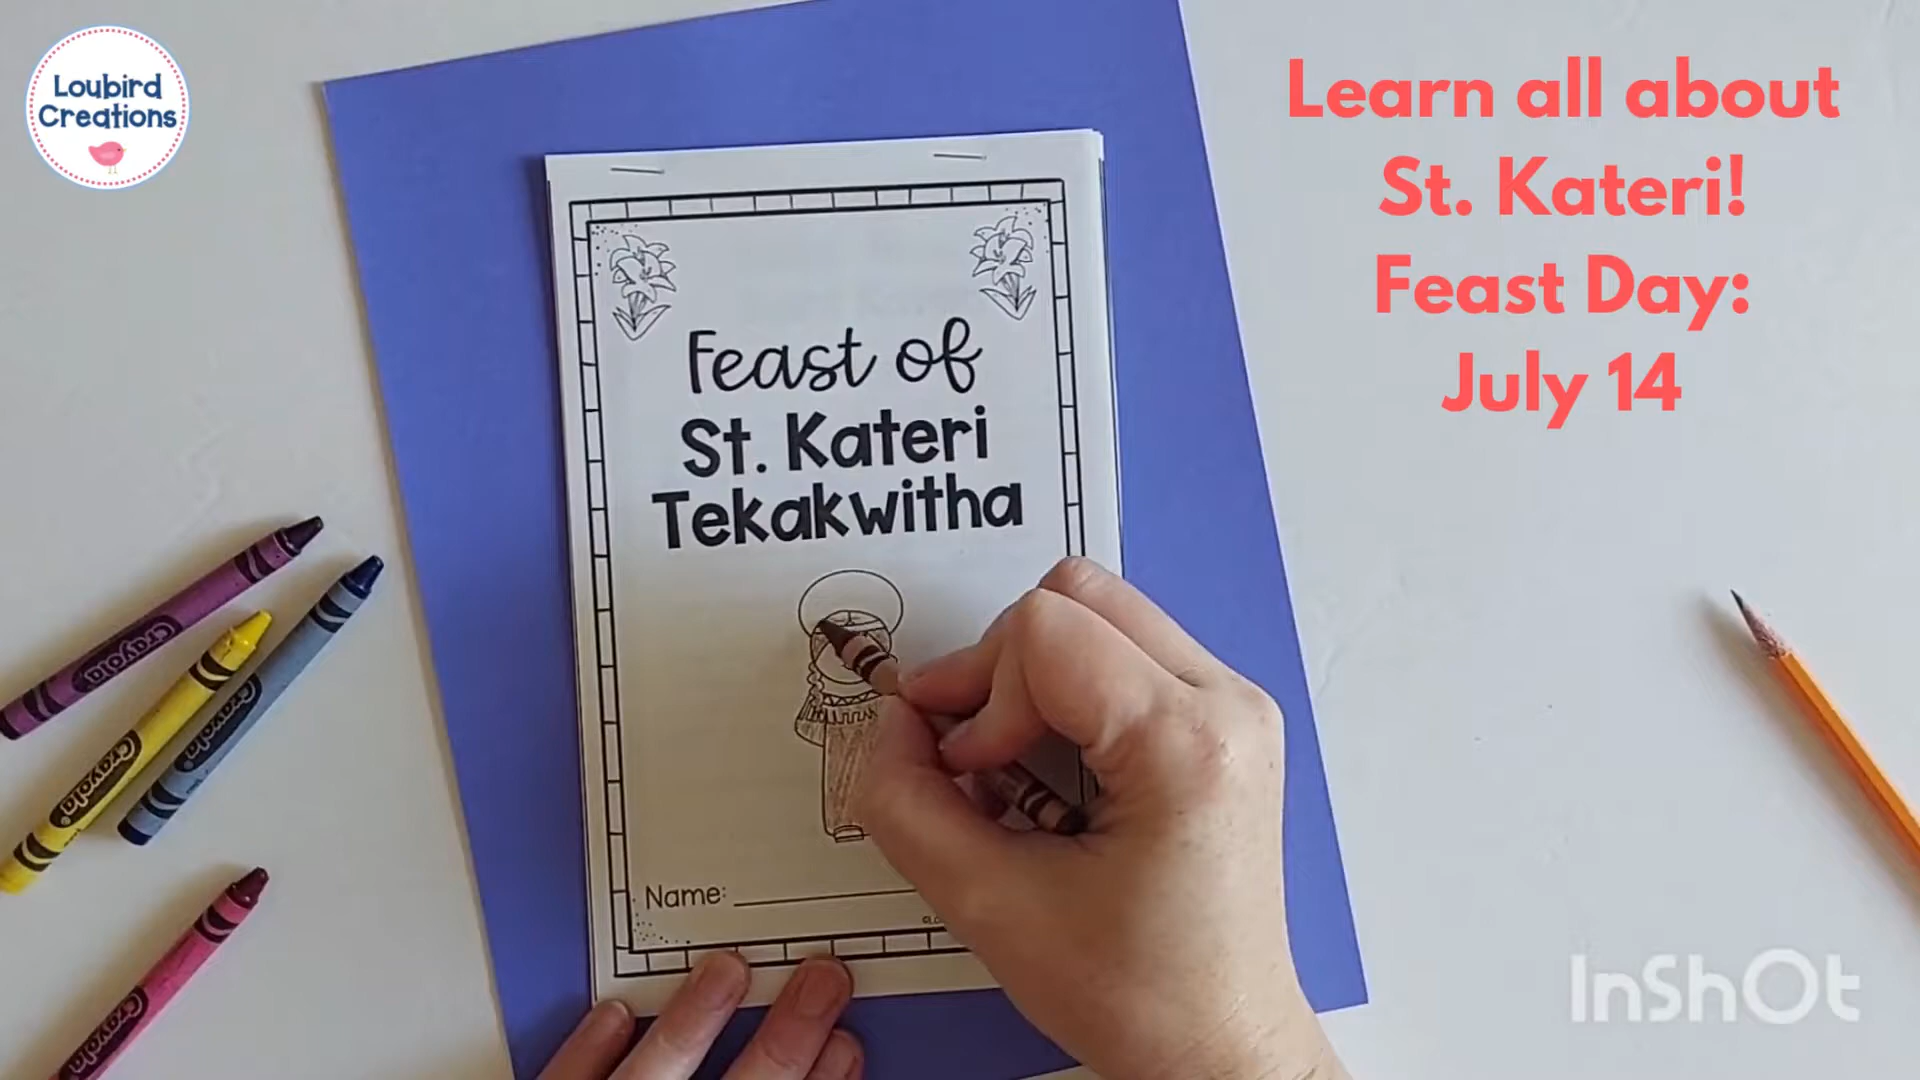 Loubird
Creations
Learn all about
St. Kateri!
Feast Day:
July 14
Feast of
St. Kateri
Tekakwitha
Name:
Crayola
Crayola
Crayola
Crayola
InShOt